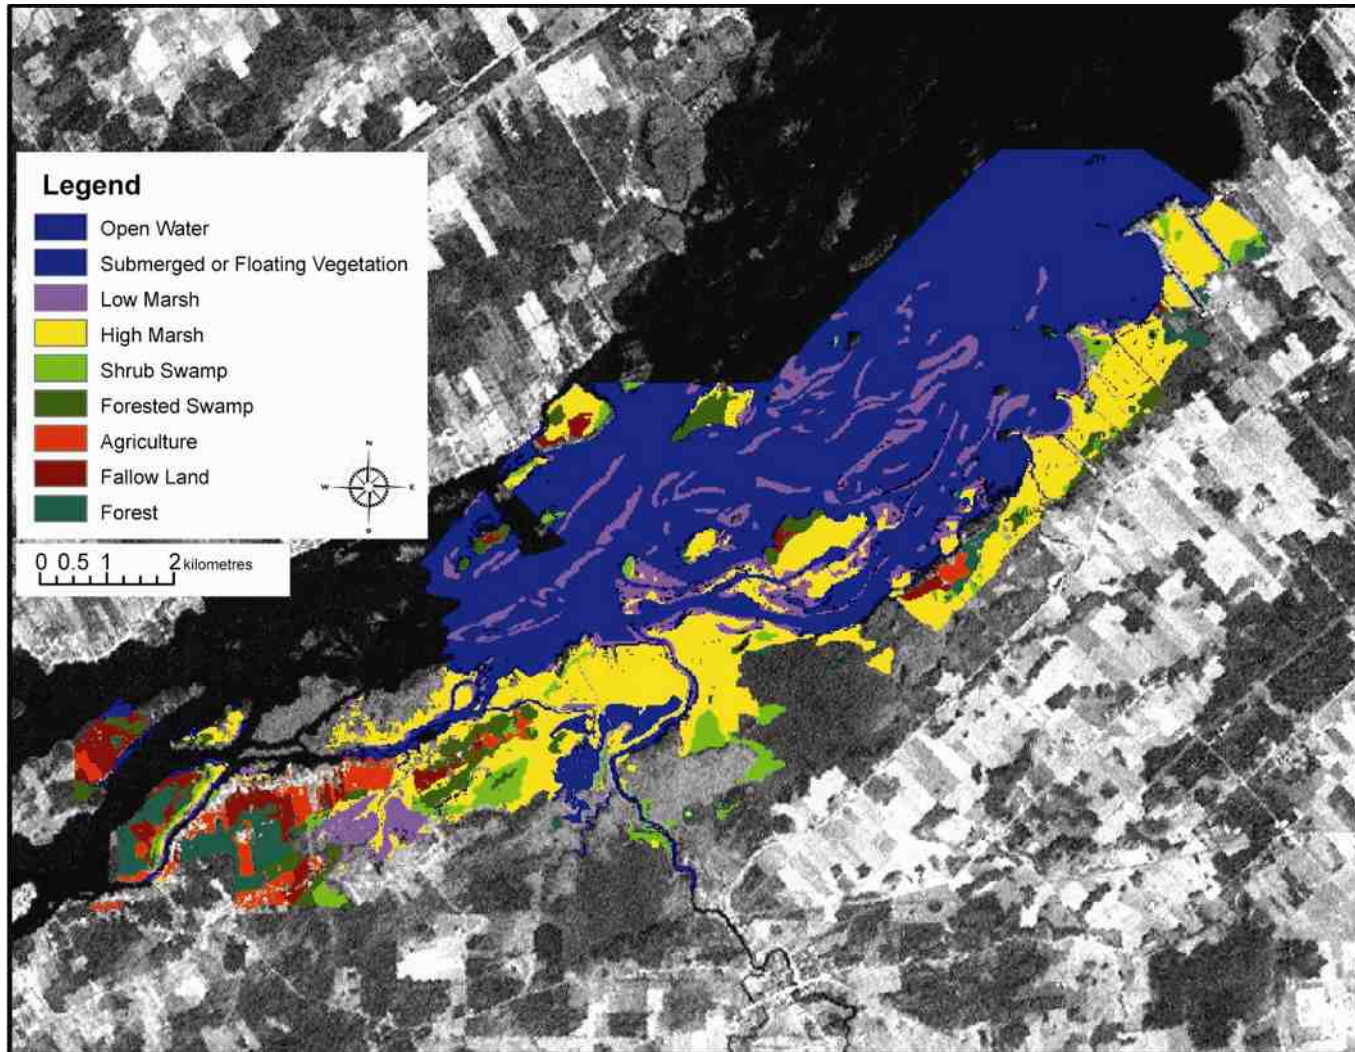 Legend
Open Water
Submerged or Floating Vegetation
Low Marsh
High Marsh
Shrub Swamp
Forested Swamp
Agriculture
Fallow Land
Forest
N
W E
S
0 0.5 1 2 kilometres